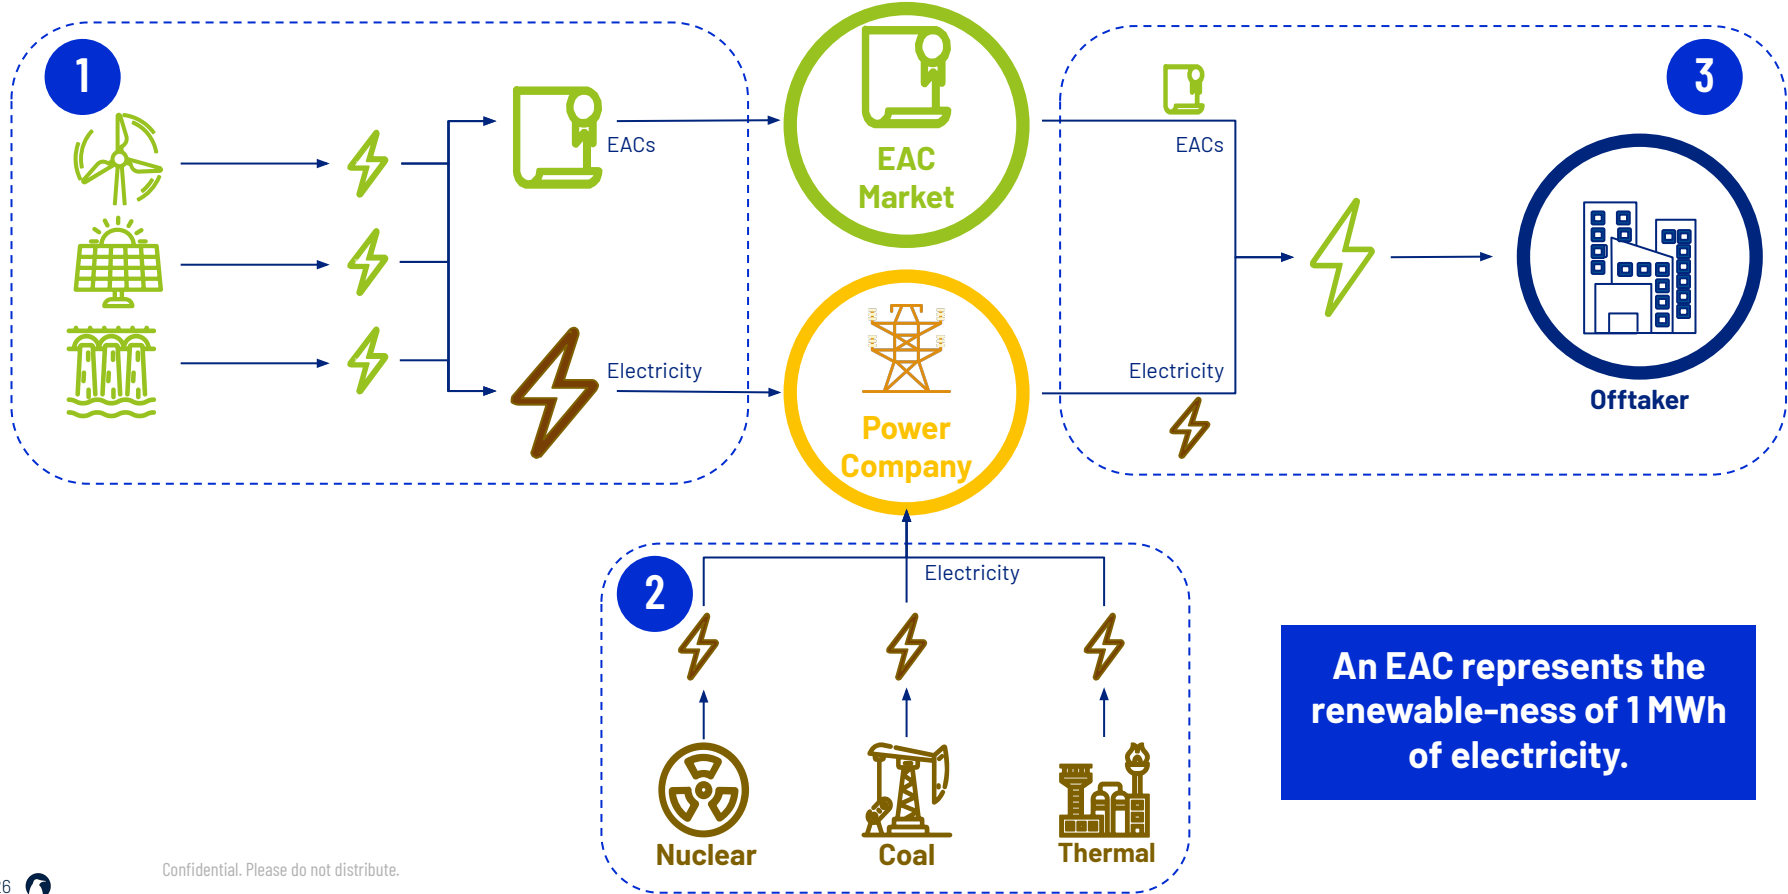 1
EACs
Electricity
EAC
Market
Power
Company
3
EACs
Electricity
Offtaker
2
Electricity
Nuclear
Coal
Thermal
An EAC represents the
renewable-ness of 1 MWh
of electricity.
Confidential. Please do not distribute.